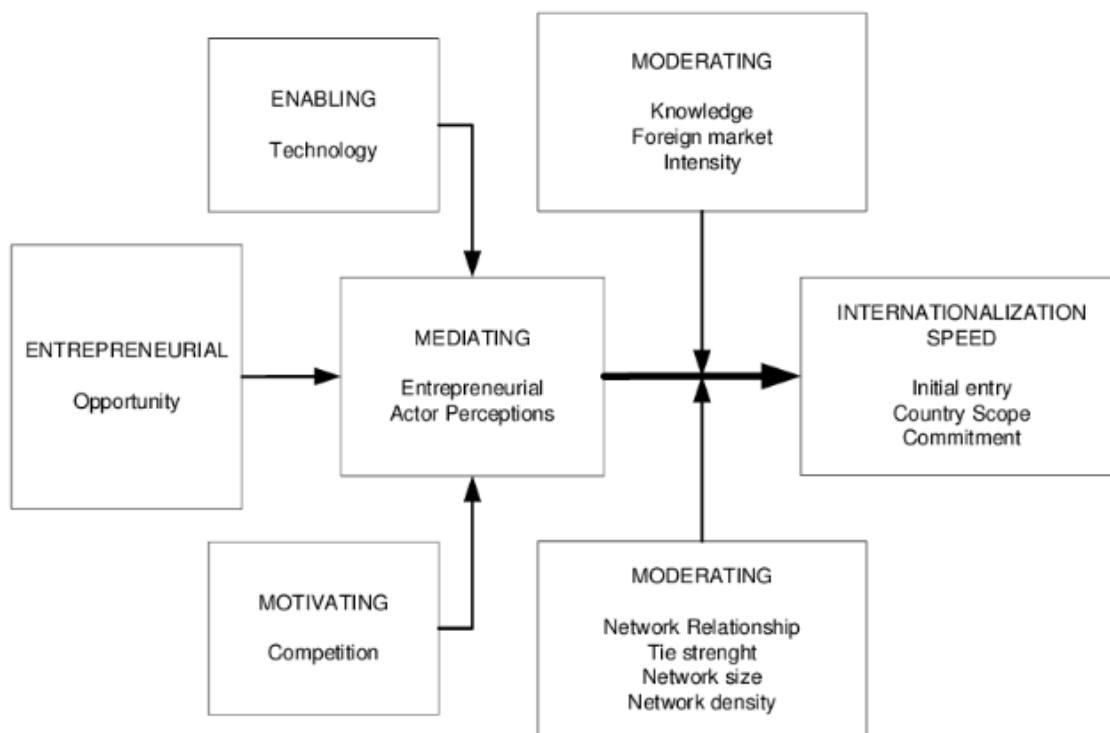 ENABLING
Technology
MODERATING
Knowledge
Foreign market
Intensity
ENTREPRENEURIAL
Opportunity
MEDIATING
Entrepreneurial
Actor Perceptions
INTERNATIONALIZATION
SPEED
Initial entry
Country Scope
Commitment
MOTIVATING
Competition
MODERATING
Network Relationship
Tie strenght
Network size
Network density